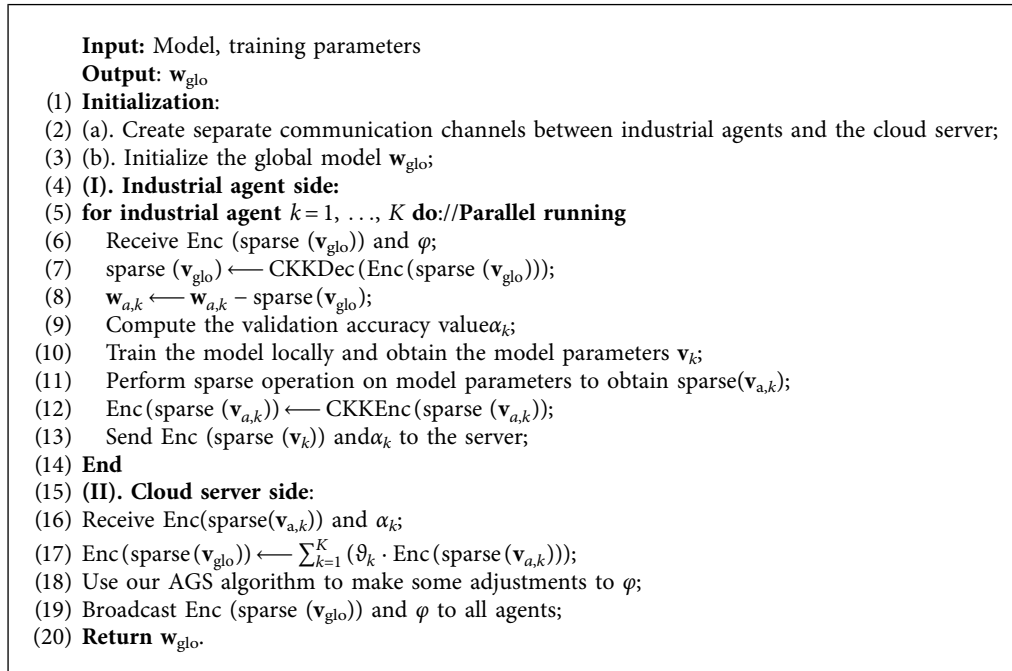 Input: Model, training parameters
Output: w_glo
(1) Initialization:
(2) (a). Create separate communication channels between industrial agents and the cloud server;
(3) (b). Initialize the global model w_glo;
(4) (I). Industrial agent side:
(5) for industrial agent k = 1, ..., K do://Parallel running
(6) Receive Enc (sparse (v_glo)) and φ;
(7) sparse (v_glo) ⟵ CKKDec(Enc(sparse (v_glo)));
(8) w_a,k ⟵ w_a,k − sparse(v_glo);
(9) Compute the validation accuracy valueα_k;
(10) Train the model locally and obtain the model parameters v_k;
(11) Perform sparse operation on model parameters to obtain sparse(v_a,k);
(12) Enc(sparse (v_a,k)) ⟵ CKKEnc(sparse (v_a,k));
(13) Send Enc (sparse (v_k)) andα_k to the server;
(14) End
(15) (II). Cloud server side:
(16) Receive Enc(sparse(v_a,k)) and α_k;
(17) Enc(sparse(v_glo)) ⟵ ∑_{k=1}^{K} (ϑ_k · Enc(sparse(v_a,k)));
(18) Use our AGS algorithm to make some adjustments to φ;
(19) Broadcast Enc (sparse (v_glo)) and φ to all agents;
(20) Return w_glo.